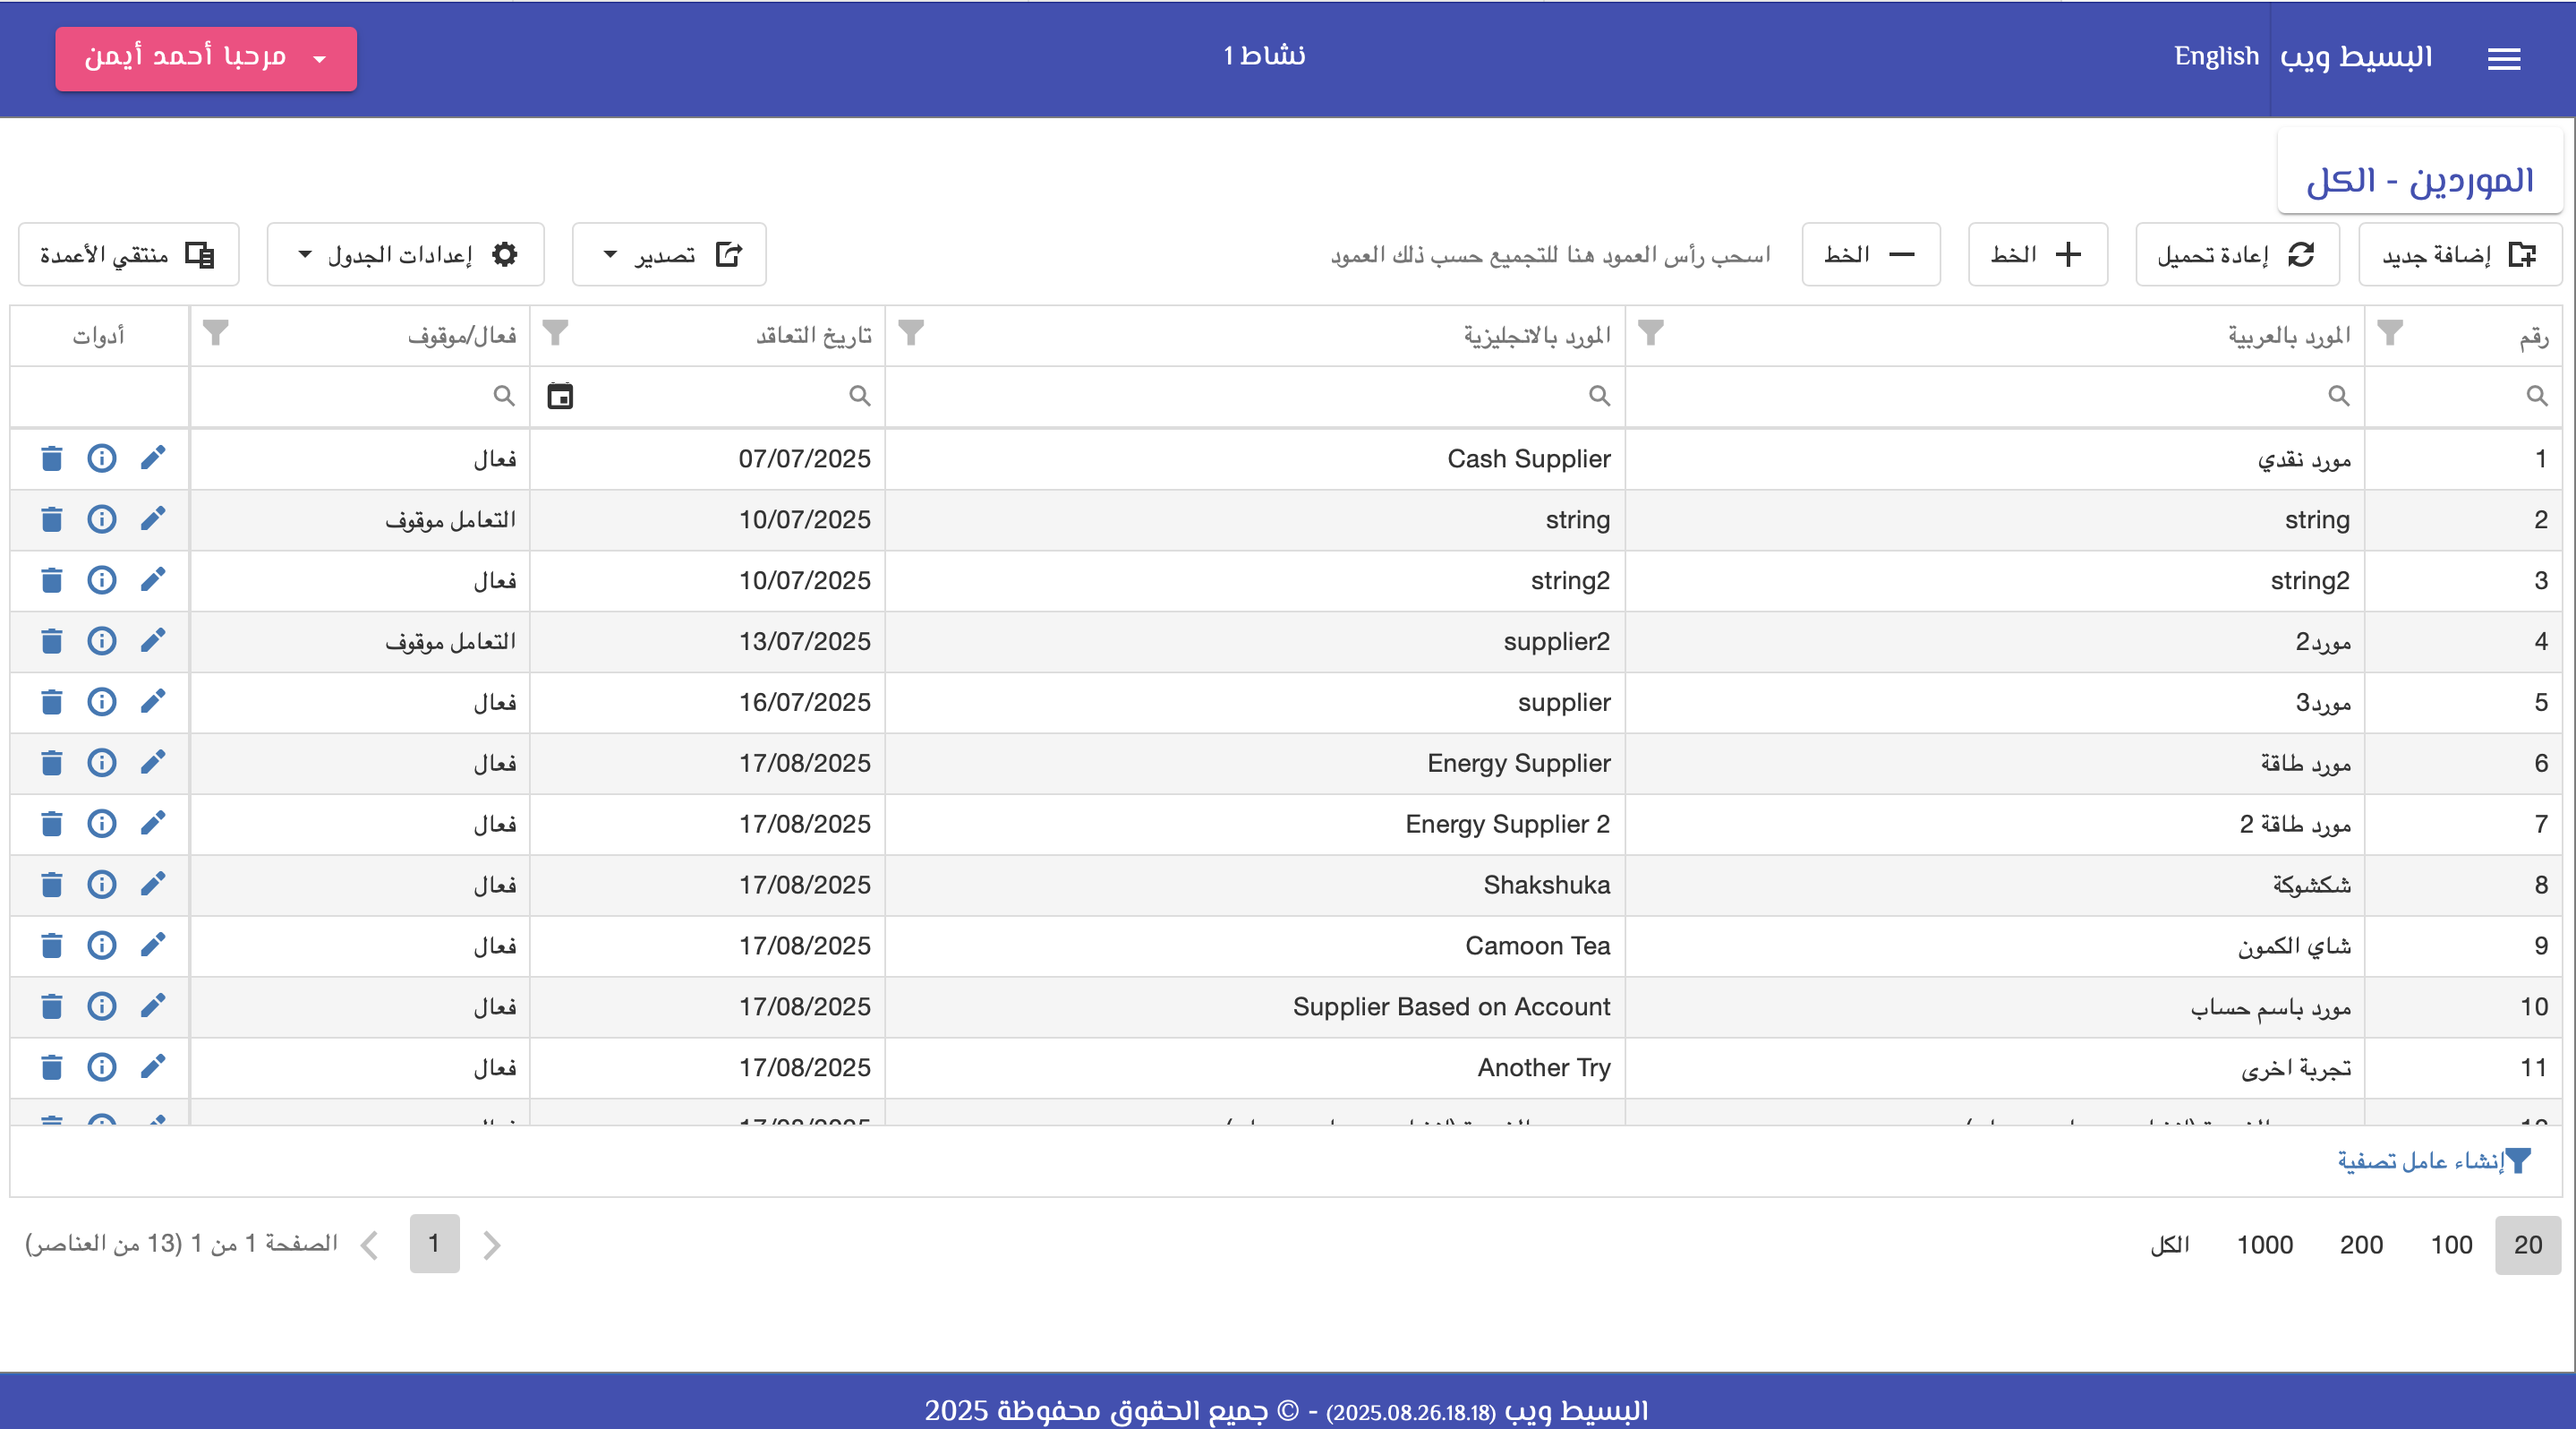 البسيط ويب English نشاط 1 مرحبا أحمد أيمن
الموردين - الكل
إضافة جديد إعادة تحميل + الخط — الخط اسحب رأس العمود هنا للتجميع حسب ذلك العمود تصدير إعدادات الجدول منتقي الأعمدة
رقم المورد بالعربية المورد بالانجليزية تاريخ التعاقد فعال/موقوف أدوات
1 مورد نقدي Cash Supplier 07/07/2025 فعال
2 string string 10/07/2025 التعامل موقوف
3 string2 string2 10/07/2025 فعال
4 مورد2 supplier2 13/07/2025 التعامل موقوف
5 مورد3 supplier 16/07/2025 فعال
6 مورد طاقة Energy Supplier 17/08/2025 فعال
7 مورد طاقة 2 Energy Supplier 2 17/08/2025 فعال
8 شكشوكة Shakshuka 17/08/2025 فعال
9 شاي الكمون Camoon Tea 17/08/2025 فعال
10 مورد باسم حساب Supplier Based on Account 17/08/2025 فعال
11 تجربة اخرى Another Try 17/08/2025 فعال
12 17/08/2025 فعال
إنشاء عامل تصفية
20 100 200 1000 الكل 1 الصفحة 1 من 1 (13 من العناصر)
البسيط ويب (2025.08.26.18.18) - © جميع الحقوق محفوظة 2025